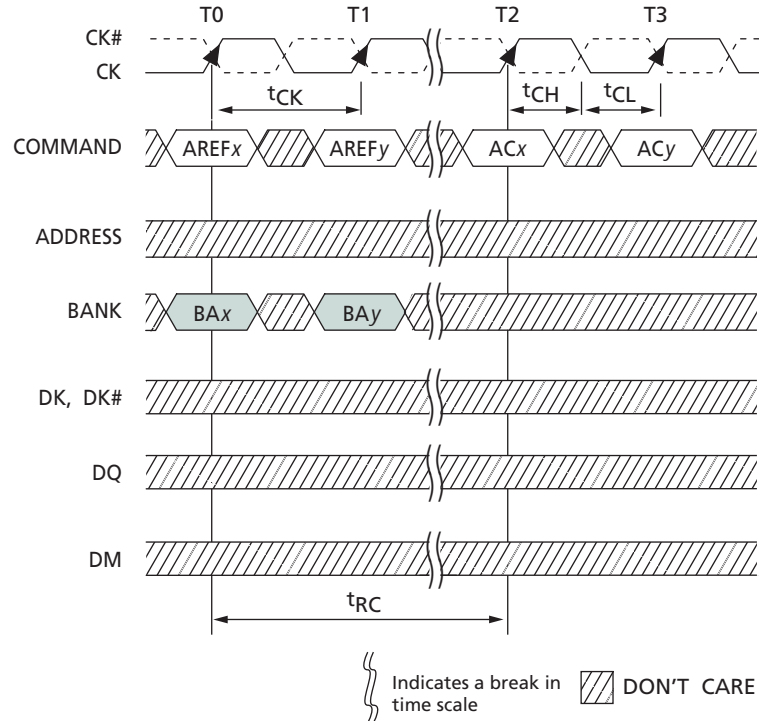 T0 T1 T2 T3
CK#
CK
tCK tCH tCL
COMMAND AREFx AREFy ACx ACy
ADDRESS
BANK BAx BAy
DK, DK#
DQ
DM
tRC
Indicates a break in
time scale
DON'T CARE